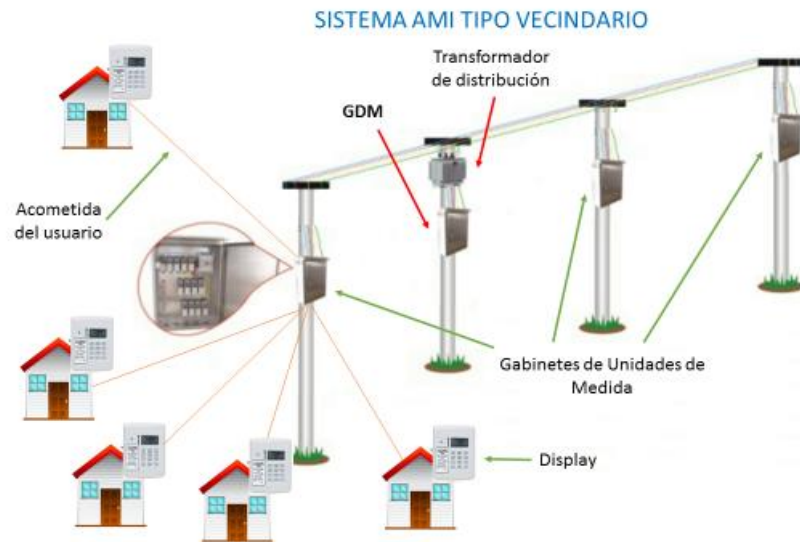 SISTEMA AMI TIPO VECINDARIO
Transformador
de distribución
GDM
Acometida
del usuario
Gabinetes de Unidades de
Medida
Display